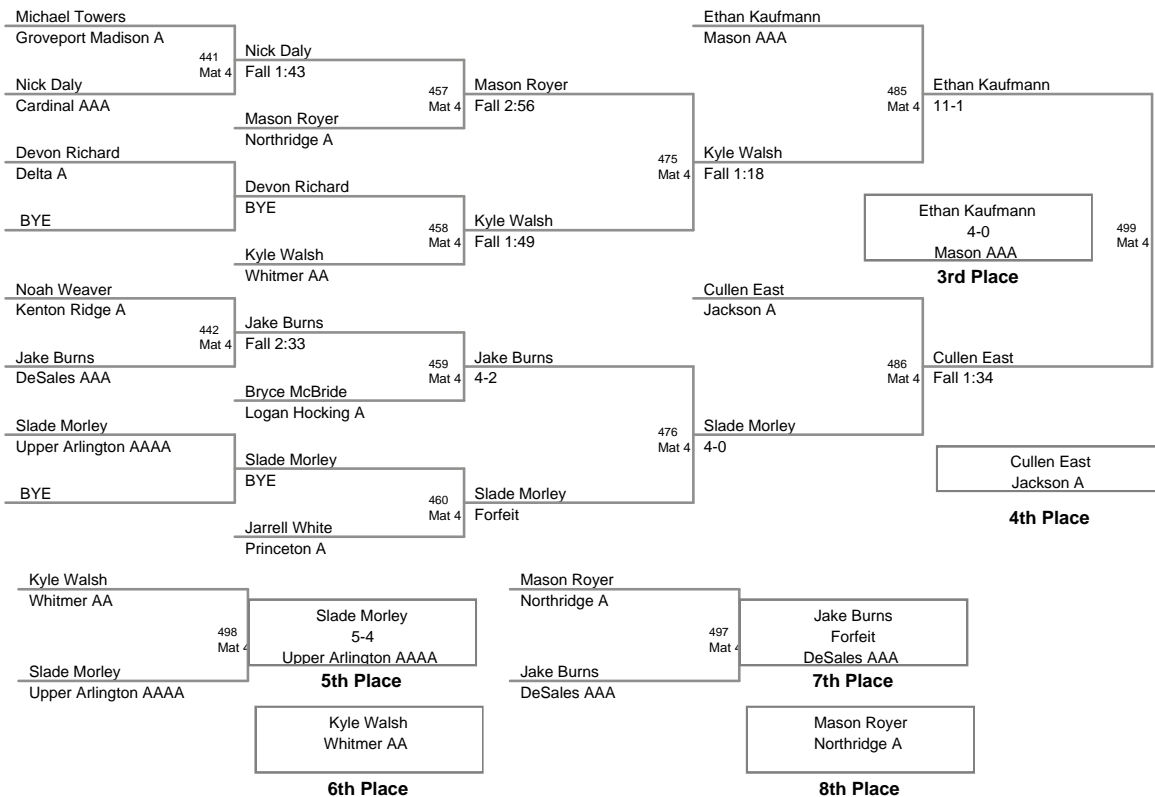 Michael Towers
Groveport Madison A
441
Mat 4
Nick Daly
Cardinal AAA
Nick Daly
Fall 1:43
457
Mat 4
Mason Royer
Northridge A
Devon Richard
Delta A
BYE
Devon Richard
BYE
458
Mat 4
Kyle Walsh
Whitmer AA
Mason Royer
Fall 2:56
475
Mat 4
Kyle Walsh
Fall 1:49
Ethan Kaufmann
Mason AAA
485
Mat 4
Kyle Walsh
Fall 1:18
Ethan Kaufmann
11-1
Ethan Kaufmann
4-0
Mason AAA
3rd Place
499
Mat 4
Noah Weaver
Kenton Ridge A
442
Mat 4
Jake Burns
DeSales AAA
Jake Burns
Fall 2:33
459
Mat 4
Bryce McBride
Logan Hocking A
Slade Morley
Upper Arlington AAAA
BYE
Slade Morley
BYE
460
Mat 4
Jarrell White
Princeton A
Jake Burns
4-2
476
Mat 4
Slade Morley
Forfeit
Cullen East
Jackson A
486
Mat 4
Slade Morley
4-0
Cullen East
Fall 1:34
Cullen East
Jackson A
4th Place
Kyle Walsh
Whitmer AA
498
Mat 4
Slade Morley
Upper Arlington AAAA
Slade Morley
5-4
Upper Arlington AAAA
5th Place
Kyle Walsh
Whitmer AA
6th Place
Mason Royer
Northridge A
497
Mat 4
Jake Burns
DeSales AAA
Jake Burns
Forfeit
DeSales AAA
7th Place
Mason Royer
Northridge A
8th Place